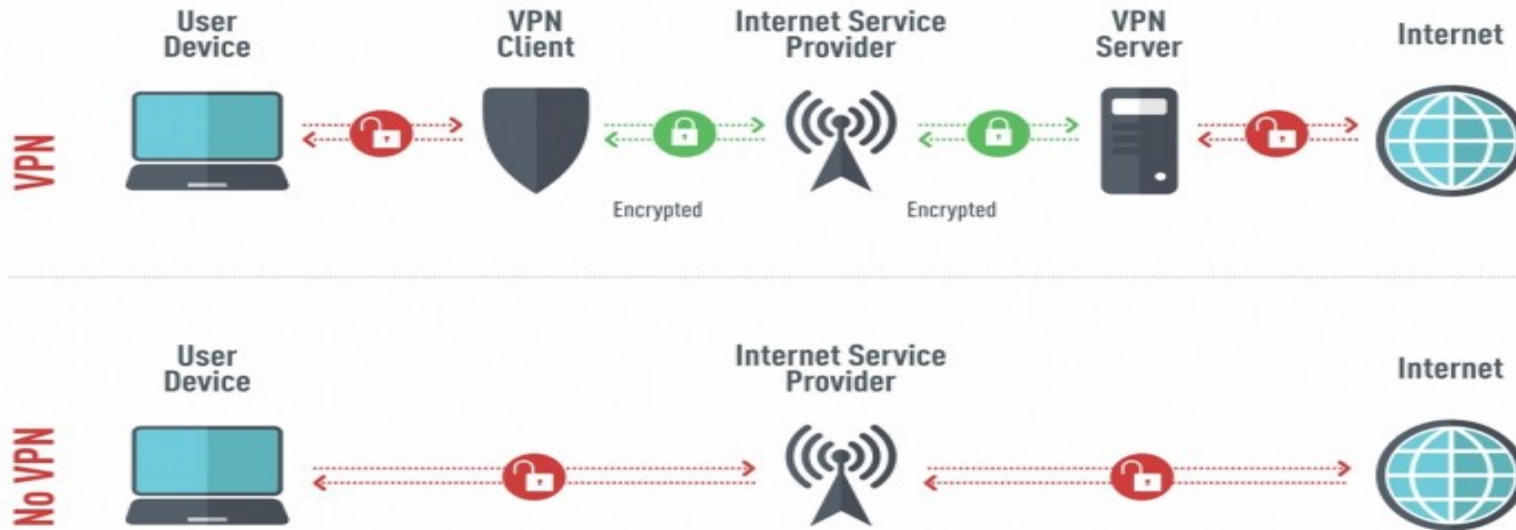 User
Device
VPN
Client
Internet Service
Provider
VPN
Server
Internet
VPN
Encrypted
Encrypted
User
Device
Internet Service
Provider
Internet
No VPN